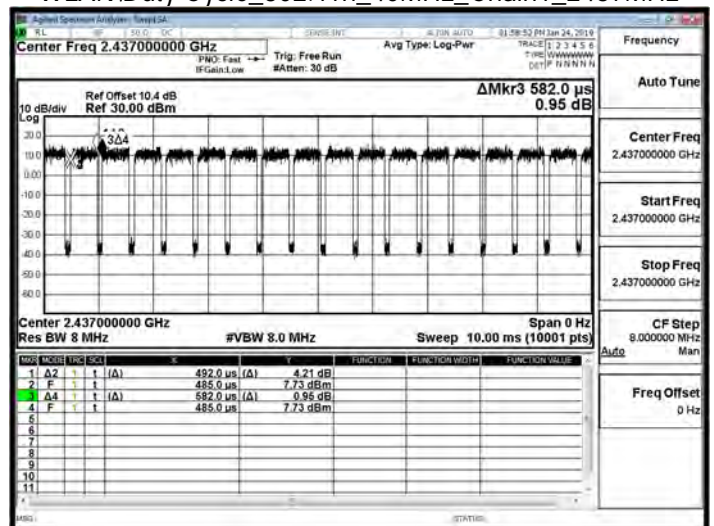 Agilent Spectrum Analyzer - Swept SA
RL RF 50 Ω DC SENSE:INT ALIGN AUTO 01:58:52 PM Jan 24, 2019
Center Freq 2.437000000 GHz
PNO: Fast
IFGain:Low
Trig: Free Run
#Atten: 30 dB
Avg Type: Log-Pwr
TRACE 1 2 3 4 5 6
TYPE WWWWWW
DET P N N N N N
Ref Offset 10.4 dB
10 dB/div Ref 30.00 dBm
Log
ΔMkr3 582.0 µs
0.95 dB
20.0
10.0
0.00
-10.0
-20.0
-30.0
-40.0
-50.0
-60.0
3Δ4
Center 2.437000000 GHz Span 0 Hz
Res BW 8 MHz #VBW 8.0 MHz Sweep 10.00 ms (10001 pts)
MKR MODE TRC SCL X Y FUNCTION FUNCTION WIDTH FUNCTION VALUE
1 Δ2 1 t (Δ) 492.0 µs (Δ) 4.21 dB
2 F 1 t 485.0 µs 7.73 dBm
3 Δ4 1 t (Δ) 582.0 µs (Δ) 0.95 dB
4 F 1 t 485.0 µs 7.73 dBm
5
6
7
8
9
10
11
MSG STATUS
Frequency
Auto Tune
Center Freq
2.437000000 GHz
Start Freq
2.437000000 GHz
Stop Freq
2.437000000 GHz
CF Step
8.000000 MHz
Auto Man
Freq Offset
0 Hz